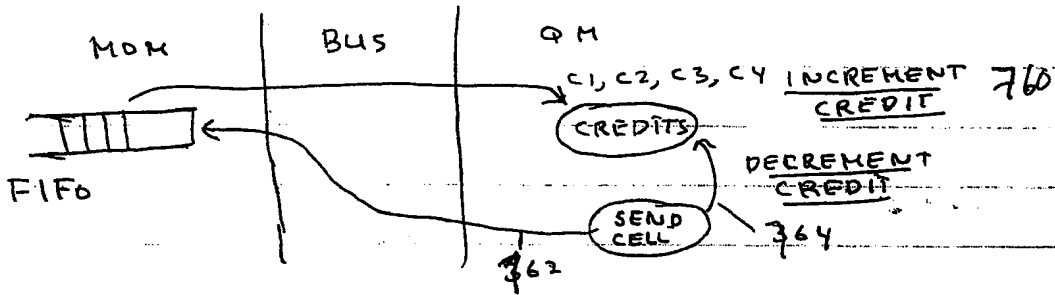 MOM BUS QM
C1, C2, C3, C4 INCREMENT 760
CREDIT
CREDITS
FIFO
DECREMENT
CREDIT
SEND
CELL
764
762